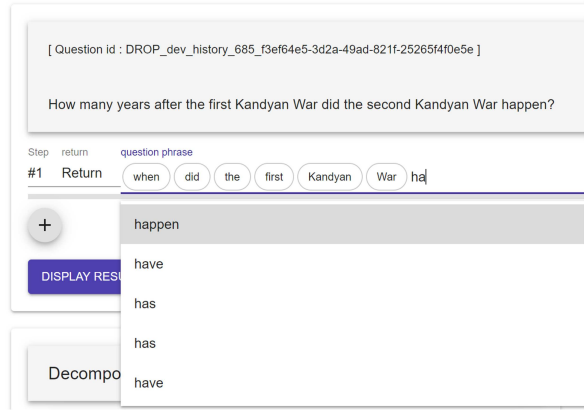 [ Question id : DROP_dev_history_685_f3ef64e5-3d2a-49ad-821f-25265f4f0e5e ]
How many years after the first Kandyan War did the second Kandyan War happen?
Step return question phrase
#1 Return when did the first Kandyan War ha
+
happen
have
DISPLAY RESU
has
has
Decompo
have